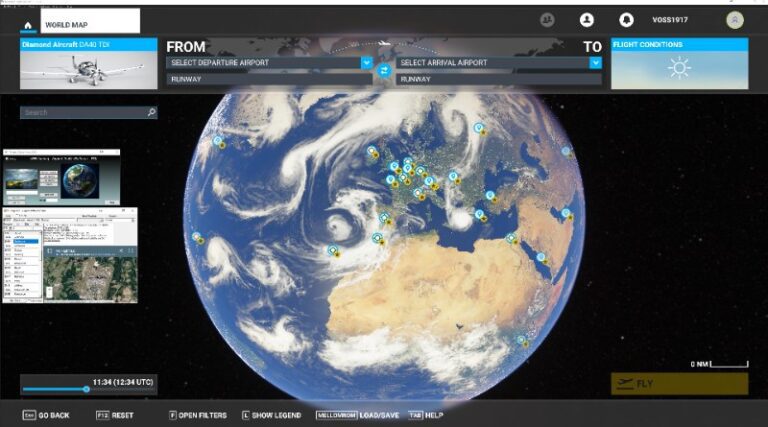 WORLD MAP
VOSS1917
Diamond Aircraft DA40 TDI
FROM
TO
FLIGHT CONDITIONS
SELECT DEPARTURE AIRPORT
SELECT ARRIVAL AIRPORT
RUNWAY
RUNWAY
Search
0 NM
11:34 (12:34 UTC)
FLY
Esc GO BACK
F12 RESET
F OPEN FILTERS
L SHOW LEGEND
MELLOMROM LOAD/SAVE
TAB HELP